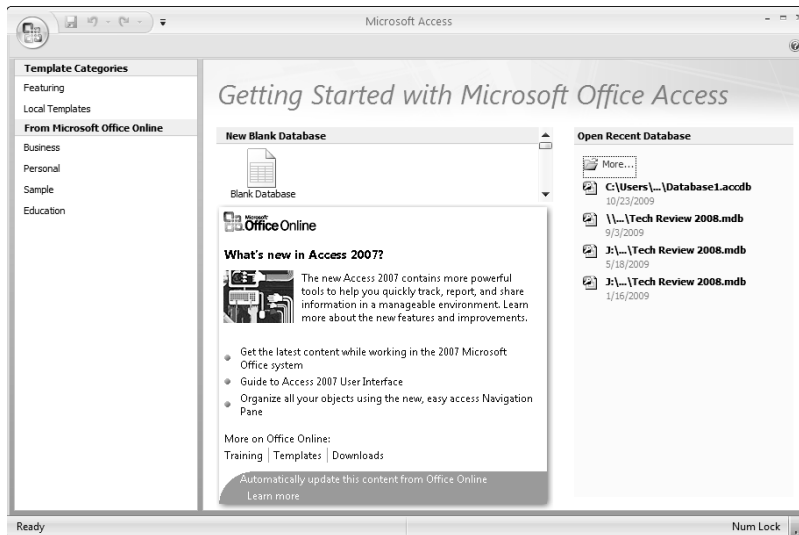 Microsoft Access
Template Categories
Featuring
Local Templates
From Microsoft Office Online
Business
Personal
Sample
Education
Getting Started with Microsoft Office Access
New Blank Database
Blank Database
Microsoft
Office Online
What's new in Access 2007?
The new Access 2007 contains more powerful
tools to help you quickly track, report, and share
information in a manageable environment. Learn
more about the new features and improvements.
Get the latest content while working in the 2007 Microsoft
Office system
Guide to Access 2007 User Interface
Organize all your objects using the new, easy access Navigation
Pane
More on Office Online:
Training | Templates | Downloads
Automatically update this content from Office Online
Learn more
Open Recent Database
More...
C:\Users\...\Database1.accdb
10/23/2009
\\...\Tech Review 2008.mdb
9/3/2009
J:\...\Tech Review 2008.mdb
5/18/2009
J:\...\Tech Review 2008.mdb
1/16/2009
Ready
Num Lock